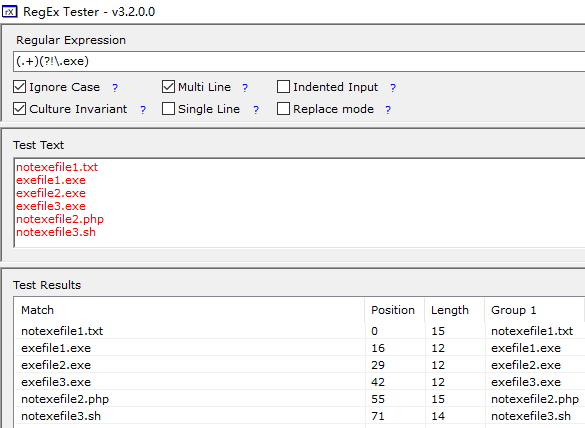 rX RegEx Tester - v3.2.0.0
Regular Expression
(.+)(?!\.exe)
Ignore Case ? Multi Line ? Indented Input ?
Culture Invariant ? Single Line ? Replace mode ?
Test Text
notexefile1.txt
exefile1.exe
exefile2.exe
exefile3.exe
notexefile2.php
notexefile3.sh
Test Results
Match Position Length Group 1
notexefile1.txt 0 15 notexefile1.txt
exefile1.exe 16 12 exefile1.exe
exefile2.exe 29 12 exefile2.exe
exefile3.exe 42 12 exefile3.exe
notexefile2.php 55 15 notexefile2.php
notexefile3.sh 71 14 notexefile3.sh